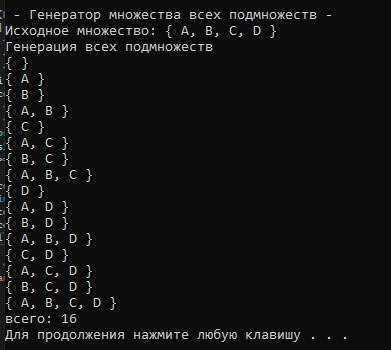 - Генератор множества всех подмножеств -
Исходное множество: { A, B, C, D }
Генерация всех подмножеств
{ }
{ A }
{ B }
{ A, B }
{ C }
{ A, C }
{ B, C }
{ A, B, C }
{ D }
{ A, D }
{ B, D }
{ A, B, D }
{ C, D }
{ A, C, D }
{ B, C, D }
{ A, B, C, D }
всего: 16
Для продолжения нажмите любую клавишу . . .